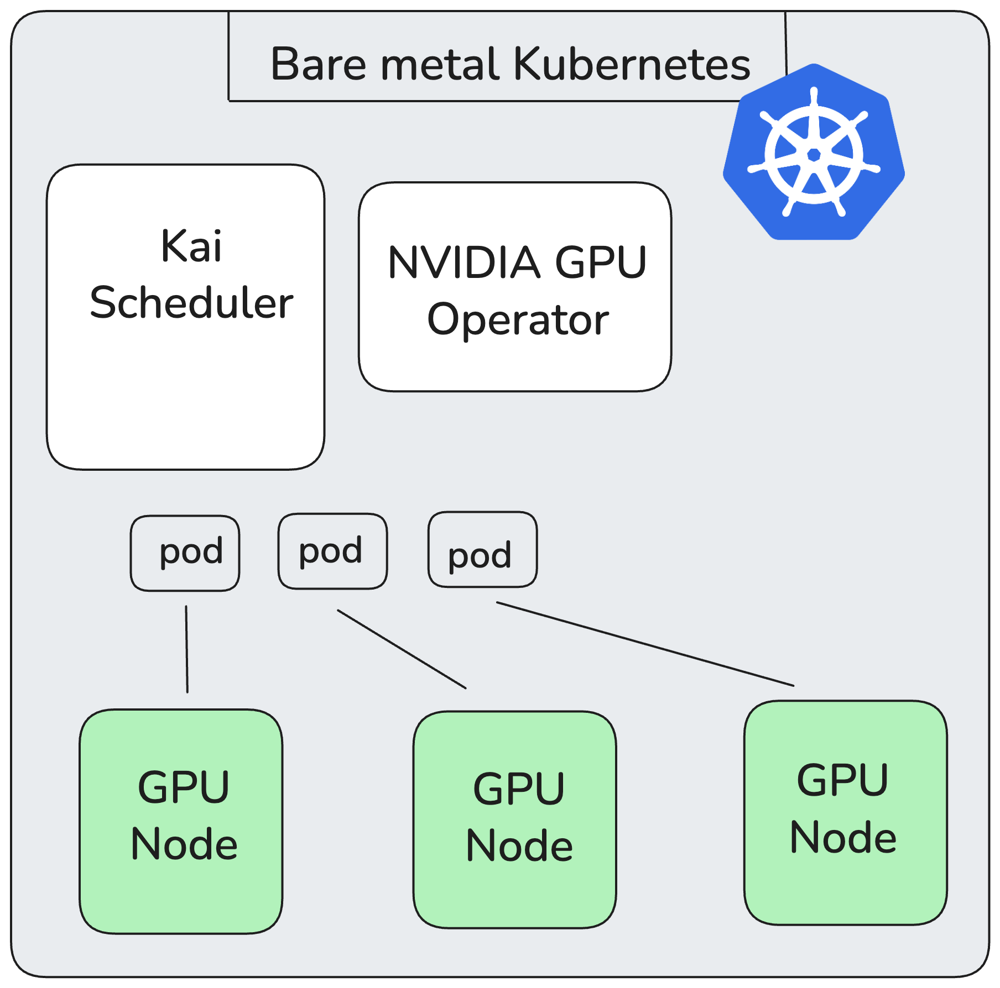 Bare metal Kubernetes
Kai
Scheduler
NVIDIA GPU
Operator
pod
pod
pod
GPU
Node
GPU
Node
GPU
Node